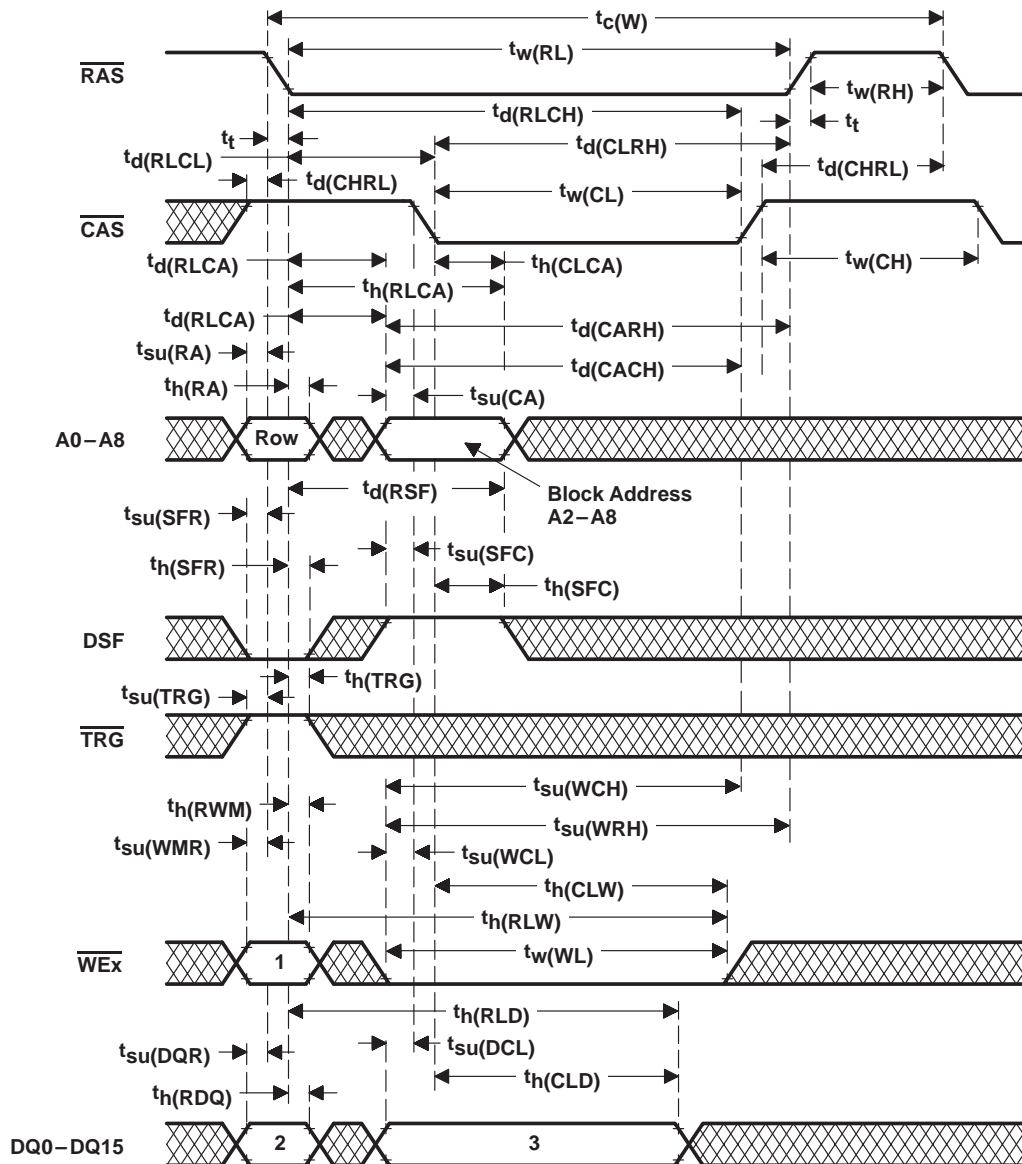 tc(W)
RAS
tw(RL)
tw(RH)
td(RLCH)
tt
tt
td(RLCL)
td(CLRH)
td(CHRL)
td(CHRL)
CAS
tw(CL)
td(RLCA)
th(CLCA)
tw(CH)
th(RLCA)
td(RLCA)
td(CARH)
tsu(RA)
td(CACH)
th(RA)
tsu(CA)
A0–A8
Row
td(RSF)
Block Address
A2–A8
tsu(SFR)
tsu(SFC)
th(SFR)
th(SFC)
DSF
th(TRG)
tsu(TRG)
TRG
tsu(WCH)
th(RWM)
tsu(WRH)
tsu(WMR)
tsu(WCL)
th(CLW)
th(RLW)
WEx
1
tw(WL)
th(RLD)
tsu(DQR)
tsu(DCL)
th(CLD)
th(RDQ)
DQ0–DQ15
2
3